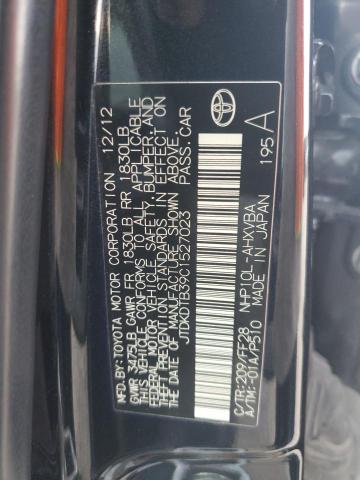 MFD.BY:TOYOTA MOTOR CORPORATION 12/12
GVWR 3475LB GAWR FR 1830LB RR 1830LB
THIS VEHICLE CONFORMS TO ALL APPLICABLE
FEDERAL MOTOR VEHICLE SAFETY, BUMPER, AND
THEFT PREVENTION STANDARDS IN EFFECT ON
THE DATE OF MANUFACTURE SHOWN ABOVE.
JTDKDTB39C1527023 PASS.CAR
C/TR:209/FF28 NHP10L-AHXVBA
A/TM:-01A/P510 MADE IN JAPAN
195 A